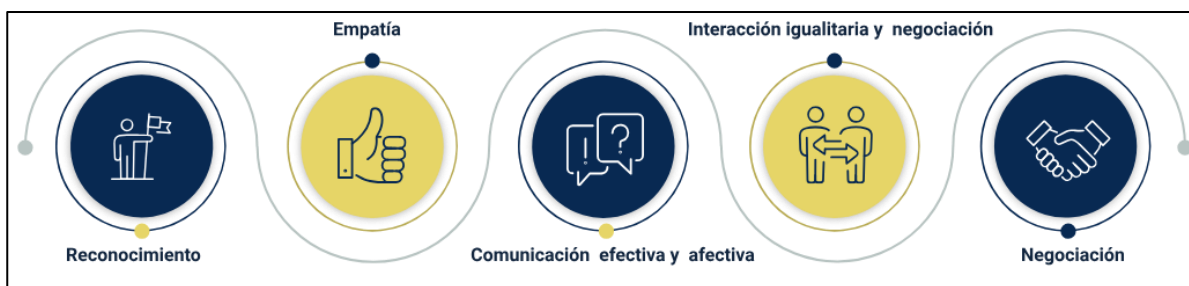 Empatía
Interacción igualitaria y negociación
! ?
Reconocimiento
Comunicación efectiva y afectiva
Negociación